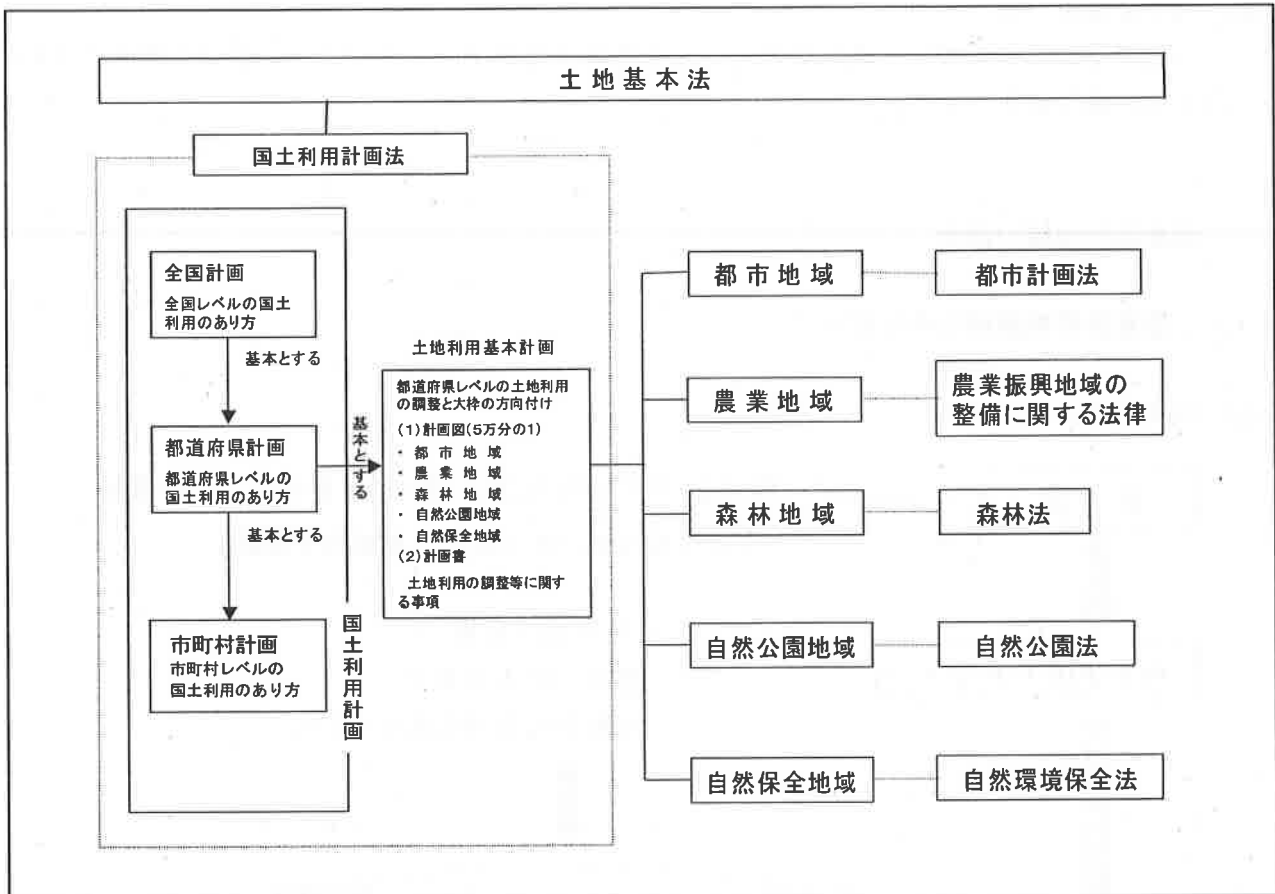 土地基本法
国土利用計画法
全国計画
全国レベルの国土
利用のあり方
基本とする
都道府県計画
都道府県レベルの
国土利用のあり方
基本とする
市町村計画
市町村レベルの
国土利用のあり方
国土利用計画
基本とする
土地利用基本計画
都道府県レベルの土地利用
の調整と大枠の方向付け
(1)計画図(5万分の1)
・ 都市地域
・ 農業地域
・ 森林地域
・ 自然公園地域
・ 自然保全地域
(2)計画書
土地利用の調整等に関す
る事項
都市地域
都市計画法
農業地域
農業振興地域の
整備に関する法律
森林地域
森林法
自然公園地域
自然公園法
自然保全地域
自然環境保全法